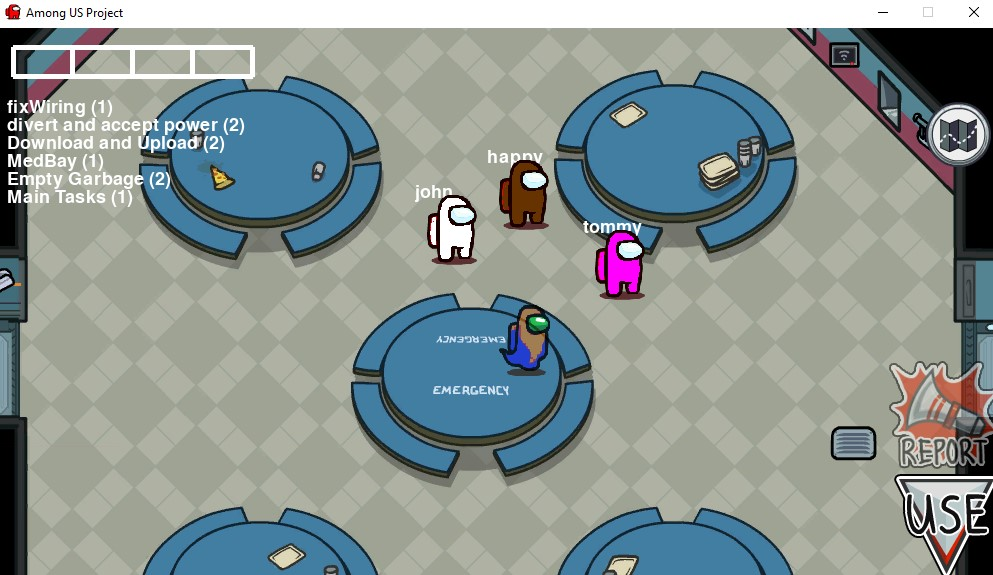 Among US Project
fixWiring (1)
divert and accept power (2)
Download and Upload (2)
MedBay (1)
Empty Garbage (2)
Main Tasks (1)
happy
john
tommy
EMERGENCY
EMERGENCY
REPORT
USE